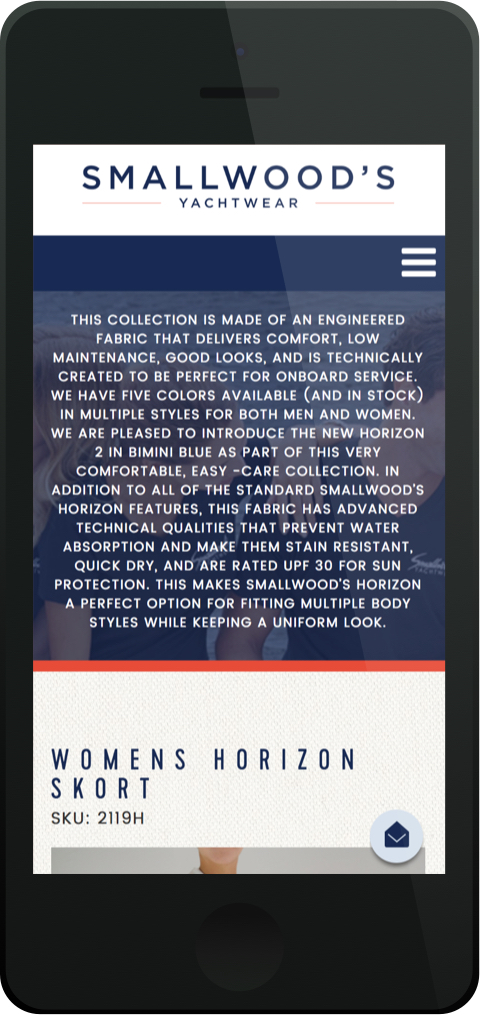 SMALLWOOD'S
YACHTWEAR
THIS COLLECTION IS MADE OF AN ENGINEERED
FABRIC THAT DELIVERS COMFORT, LOW
MAINTENANCE, GOOD LOOKS, AND IS TECHNICALLY
CREATED TO BE PERFECT FOR ONBOARD SERVICE.
WE HAVE FIVE COLORS AVAILABLE (AND IN STOCK)
IN MULTIPLE STYLES FOR BOTH MEN AND WOMEN.
WE ARE PLEASED TO INTRODUCE THE NEW HORIZON
2 IN BIMINI BLUE AS PART OF THIS VERY
COMFORTABLE, EASY -CARE COLLECTION. IN
ADDITION TO ALL OF THE STANDARD SMALLWOOD'S
HORIZON FEATURES, THIS FABRIC HAS ADVANCED
TECHNICAL QUALITIES THAT PREVENT WATER
ABSORPTION AND MAKE THEM STAIN RESISTANT,
QUICK DRY, AND ARE RATED UPF 30 FOR SUN
PROTECTION. THIS MAKES SMALLWOOD'S HORIZON
A PERFECT OPTION FOR FITTING MULTIPLE BODY
STYLES WHILE KEEPING A UNIFORM LOOK.
WOMENS HORIZON
SKORT
SKU: 2119H